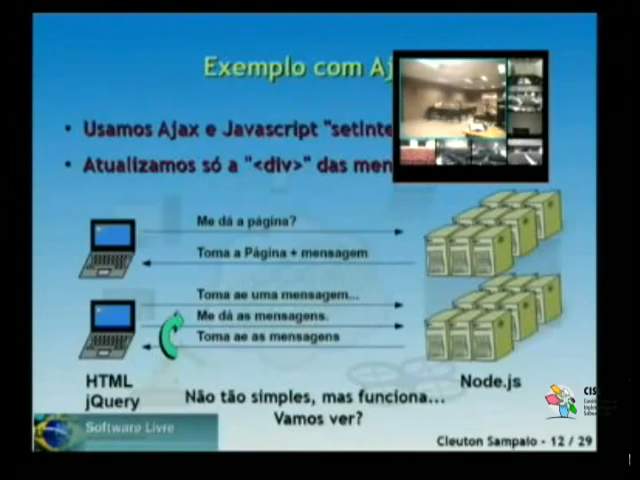 Exemplo com Aj
• Usamos Ajax e Javascript "setInte
• Atualizamos só a "<div>" das men
Me dá a página?
Toma a Página + mensagem
Toma ae uma mensagem...
Me dá as mensagens.
Toma ae as mensagens
HTML
jQuery
Node.js
Não tão simples, mas funciona...
Vamos ver?
CIS
Software Livre
Cleuton Sampaio - 12 / 29